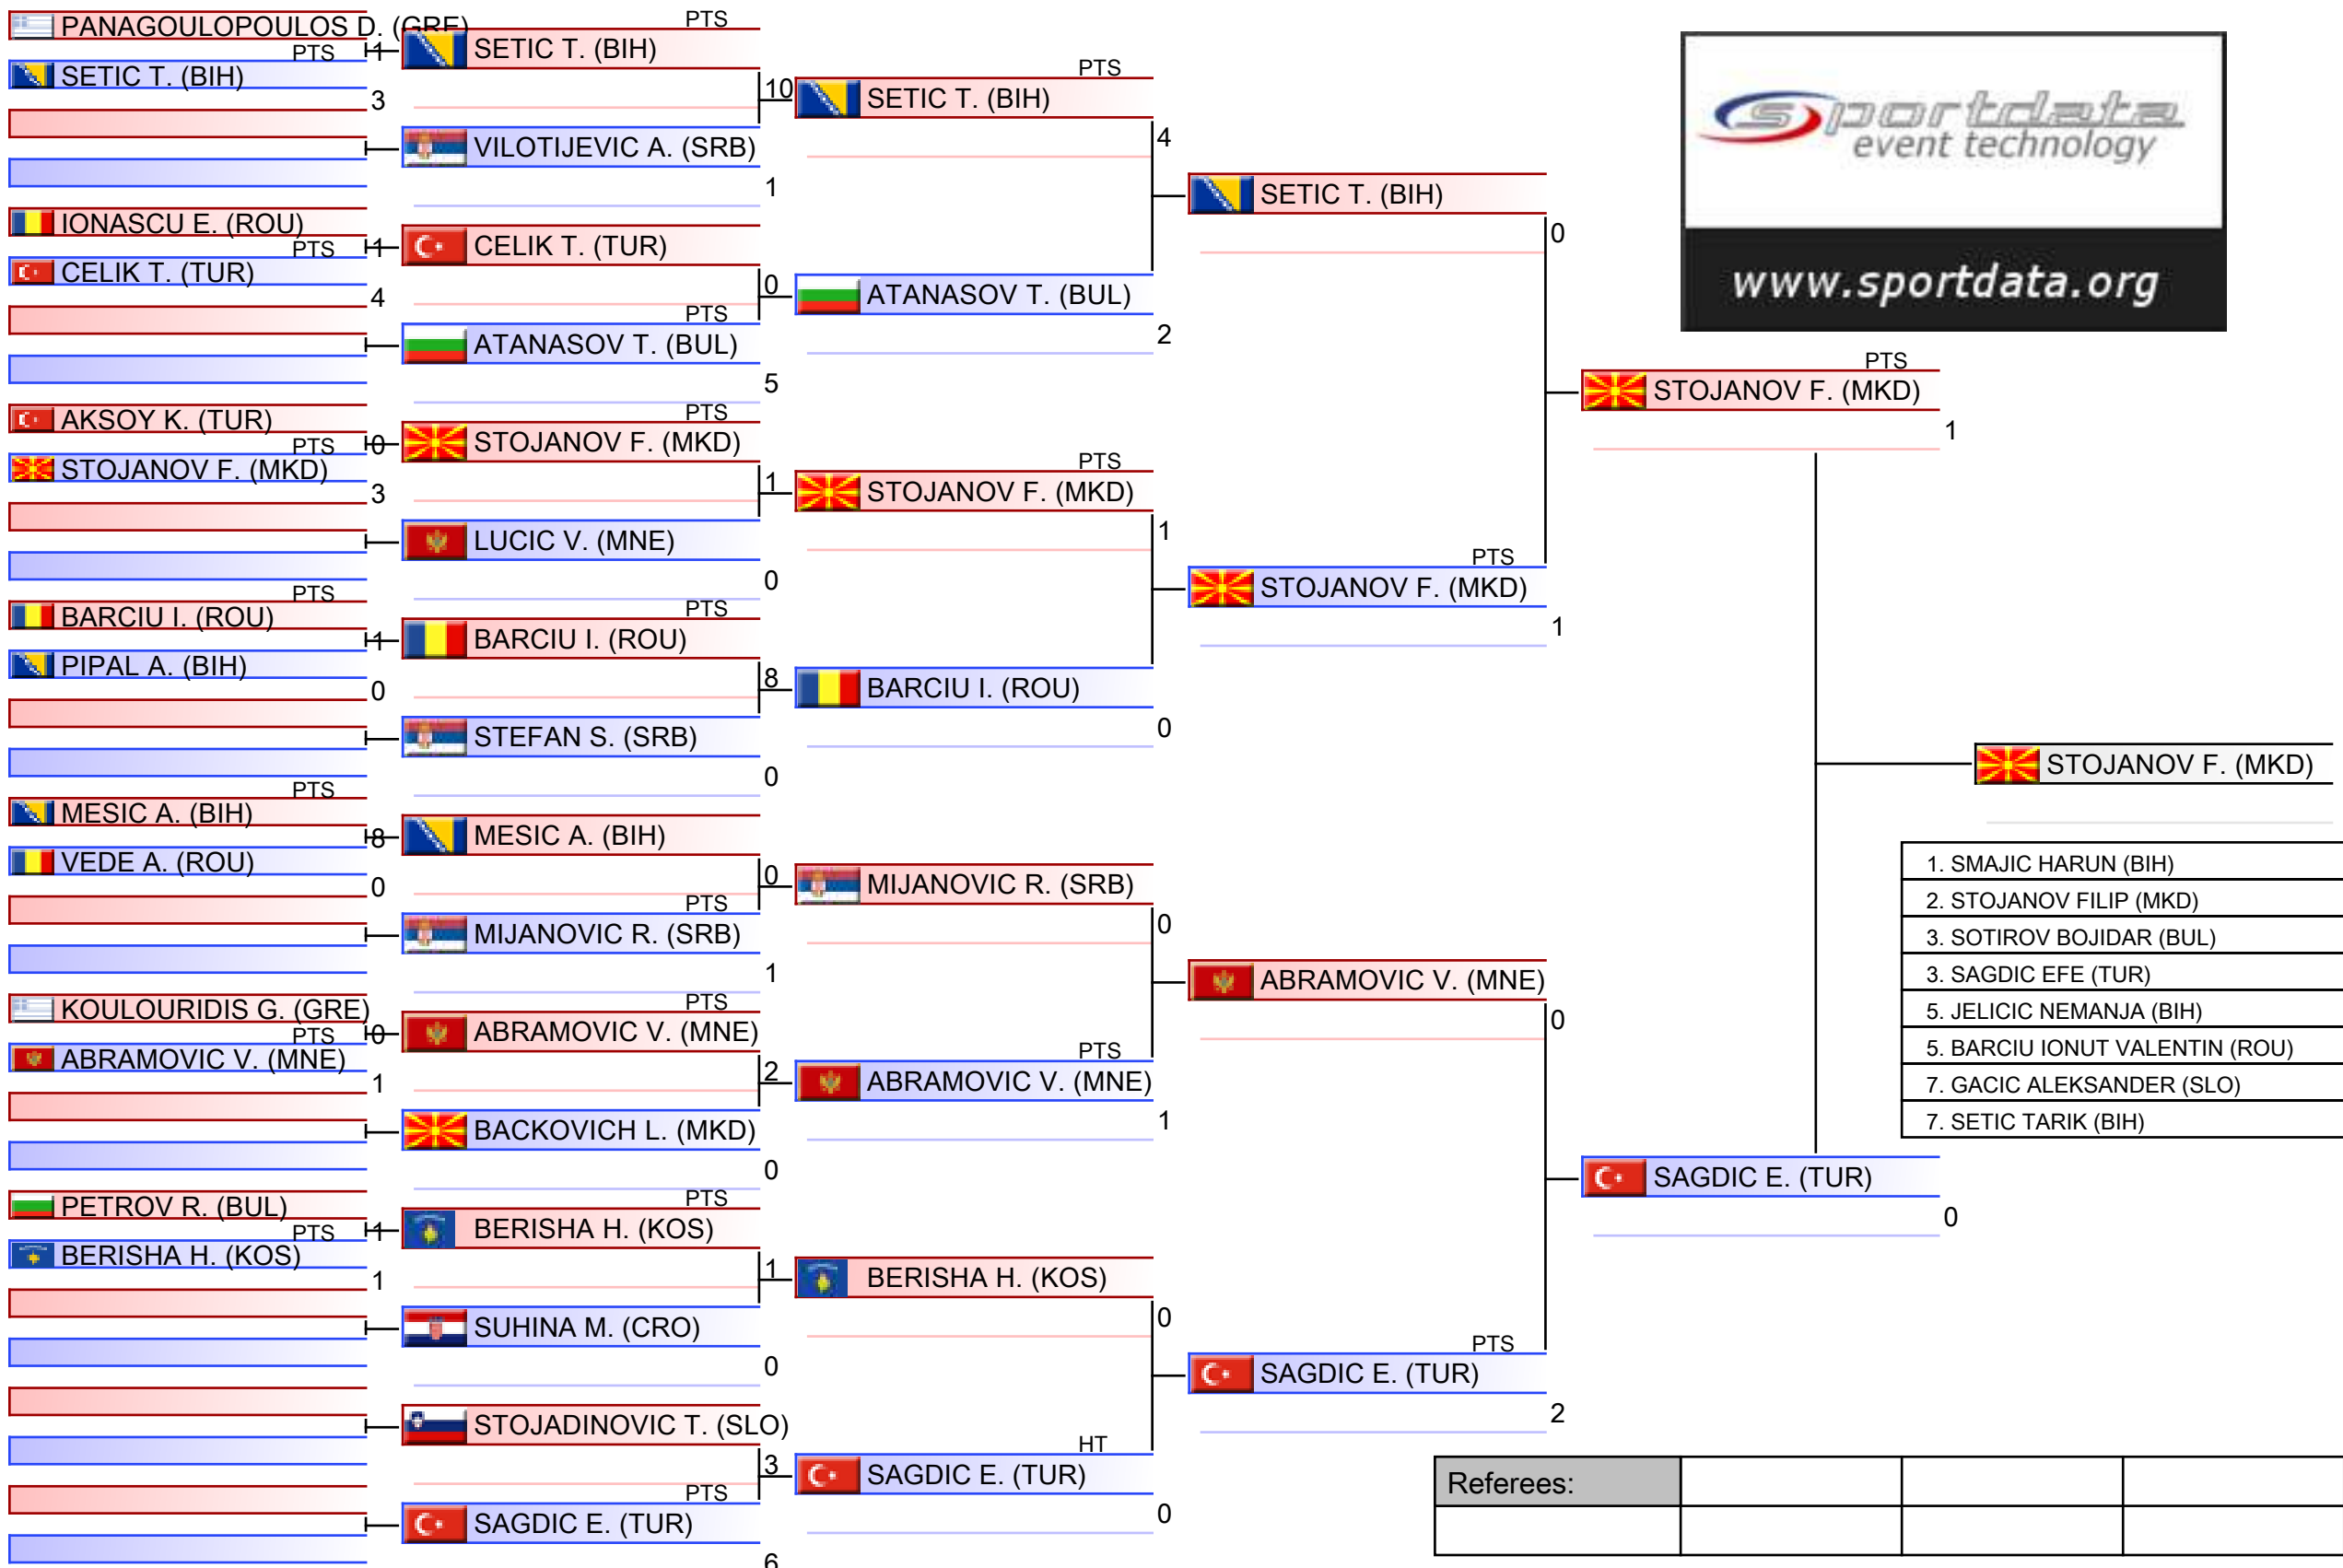 PANAGOULOPOULOS D. (GRE)
PTS
1
SETIC T. (BIH)
3
IONASCU E. (ROU)
PTS
1
CELIK T. (TUR)
4
AKSOY K. (TUR)
PTS
0
STOJANOV F. (MKD)
3
PTS
BARCIU I. (ROU)
1
PIPAL A. (BIH)
0
PTS
MESIC A. (BIH)
8
VEDE A. (ROU)
0
KOULOURIDIS G. (GRE)
PTS
0
ABRAMOVIC V. (MNE)
1
PETROV R. (BUL)
PTS
1
BERISHA H. (KOS)
1
PTS
SETIC T. (BIH)
10
VILOTIJEVIC A. (SRB)
1
CELIK T. (TUR)
0
PTS
ATANASOV T. (BUL)
5
PTS
STOJANOV F. (MKD)
1
LUCIC V. (MNE)
0
PTS
BARCIU I. (ROU)
8
STEFAN S. (SRB)
0
MESIC A. (BIH)
0
PTS
MIJANOVIC R. (SRB)
1
PTS
ABRAMOVIC V. (MNE)
2
BACKOVICH L. (MKD)
0
PTS
BERISHA H. (KOS)
1
SUHINA M. (CRO)
0
STOJADINOVIC T. (SLO)
3
PTS
SAGDIC E. (TUR)
6
PTS
SETIC T. (BIH)
4
ATANASOV T. (BUL)
2
PTS
STOJANOV F. (MKD)
1
BARCIU I. (ROU)
0
MIJANOVIC R. (SRB)
0
PTS
ABRAMOVIC V. (MNE)
1
BERISHA H. (KOS)
0
HT
SAGDIC E. (TUR)
0
SETIC T. (BIH)
0
PTS
STOJANOV F. (MKD)
1
ABRAMOVIC V. (MNE)
0
PTS
SAGDIC E. (TUR)
2
sportdata
event technology
www.sportdata.org
PTS
STOJANOV F. (MKD)
1
SAGDIC E. (TUR)
0
STOJANOV F. (MKD)
1. SMAJIC HARUN (BIH)
2. STOJANOV FILIP (MKD)
3. SOTIROV BOJIDAR (BUL)
3. SAGDIC EFE (TUR)
5. JELICIC NEMANJA (BIH)
5. BARCIU IONUT VALENTIN (ROU)
7. GACIC ALEKSANDER (SLO)
7. SETIC TARIK (BIH)
Referees: